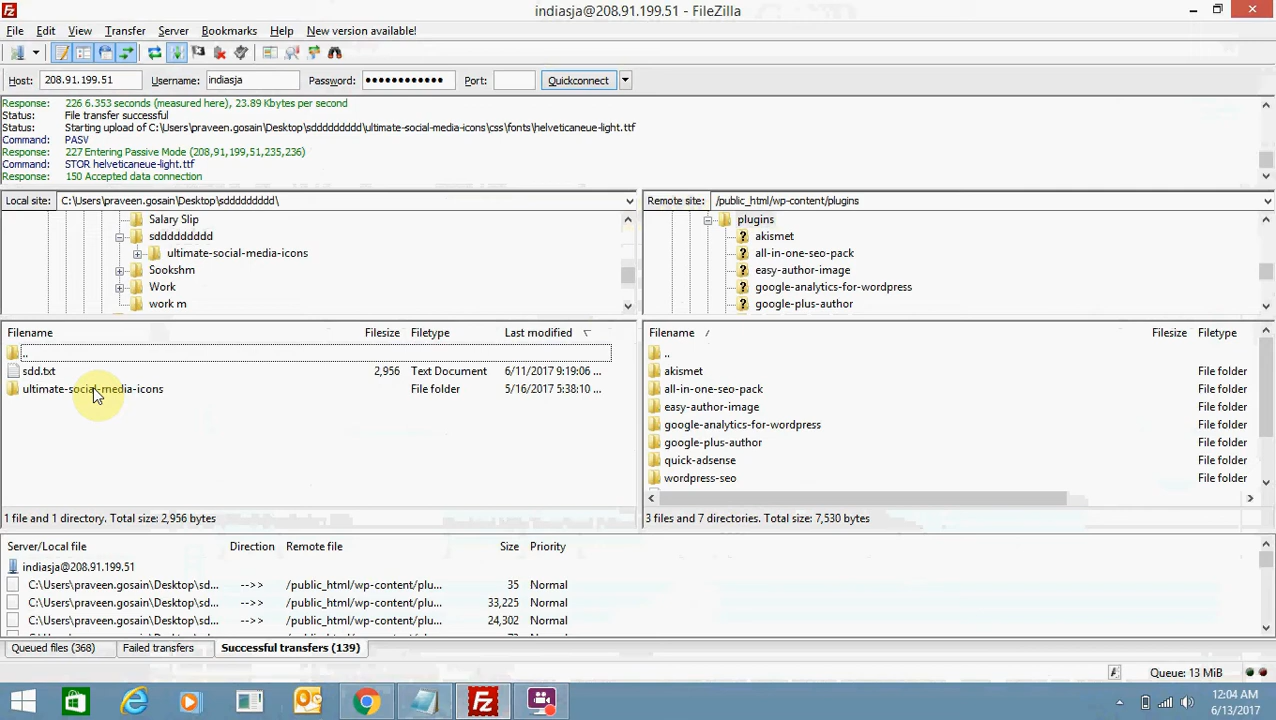 indiasja@208.91.199.51 - FileZilla
File Edit View Transfer Server Bookmarks Help New version available!
Host: 208.91.199.51 Username: indiasja Password: •••••••••••• Port: Quickconnect
Response: 226 6.353 seconds (measured here), 23.89 Kbytes per second
Status: File transfer successful
Status: Starting upload of C:\Users\praveen.gosain\Desktop\sddddddddd\ultimate-social-media-icons\css\fonts\helveticaneue-light.ttf
Command: PASV
Response: 227 Entering Passive Mode (208,91,199,51,235,236)
Command: STOR helveticaneue-light.ttf
Response: 150 Accepted data connection
Local site: C:\Users\praveen.gosain\Desktop\sddddddddd\ Remote site: /public_html/wp-content/plugins
Salary Slip
sddddddddd
ultimate-social-media-icons
Sookshm
Work
work m
plugins
akismet
all-in-one-seo-pack
easy-author-image
google-analytics-for-wordpress
google-plus-author
Filename Filesize Filetype Last modified
..
sdd.txt 2,956 Text Document 6/11/2017 9:19:06 ...
ultimate-social-media-icons File folder 5/16/2017 5:38:10 ...
1 file and 1 directory. Total size: 2,956 bytes
Filename Filesize Filetype
..
akismet File folder
all-in-one-seo-pack File folder
easy-author-image File folder
google-analytics-for-wordpress File folder
google-plus-author File folder
quick-adsense File folder
wordpress-seo File folder
3 files and 7 directories. Total size: 7,530 bytes
Server/Local file Direction Remote file Size Priority
indiasja@208.91.199.51
C:\Users\praveen.gosain\Desktop\sd... -->> /public_html/wp-content/plu... 35 Normal
C:\Users\praveen.gosain\Desktop\sd... -->> /public_html/wp-content/plu... 33,225 Normal
C:\Users\praveen.gosain\Desktop\sd... -->> /public_html/wp-content/plu... 24,302 Normal
Queued files (368) Failed transfers Successful transfers (139)
Queue: 13 MiB
12:04 AM
6/13/2017